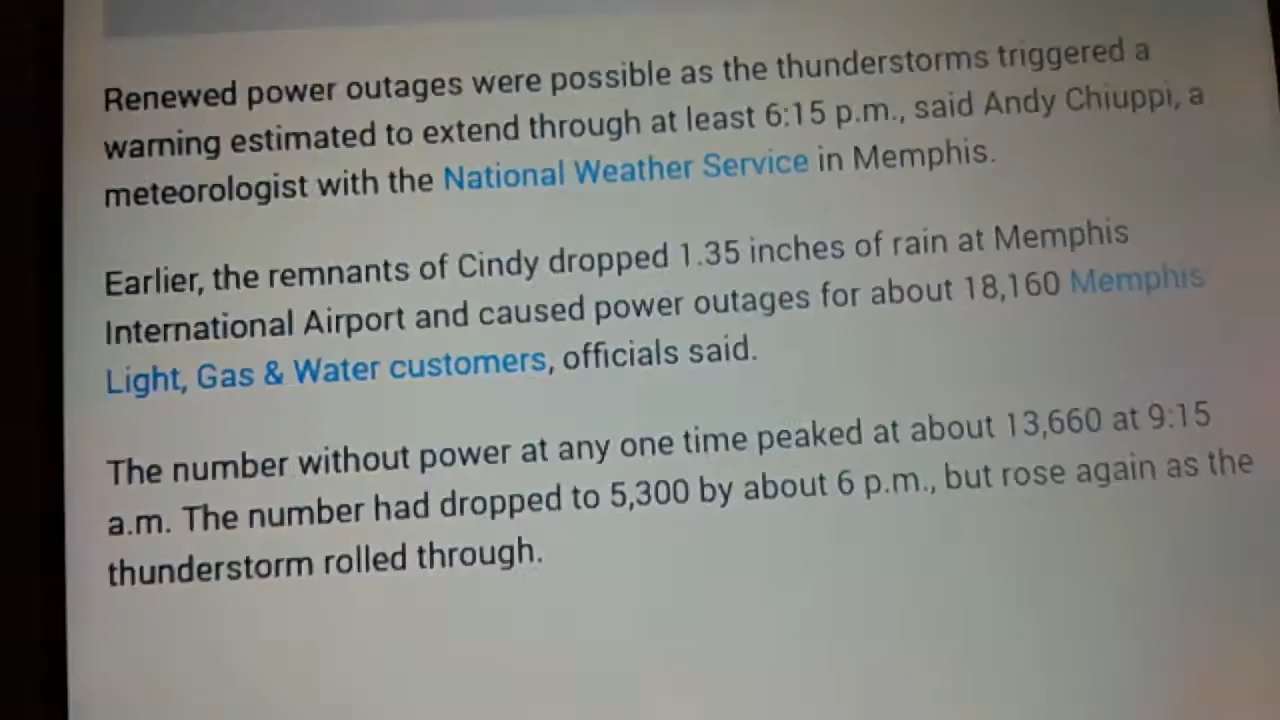 Renewed power outages were possible as the thunderstorms triggered a
warning estimated to extend through at least 6:15 p.m., said Andy Chiuppi, a
meteorologist with the National Weather Service in Memphis.
Earlier, the remnants of Cindy dropped 1.35 inches of rain at Memphis
International Airport and caused power outages for about 18,160 Memphis
Light, Gas & Water customers, officials said.
The number without power at any one time peaked at about 13,660 at 9:15
a.m. The number had dropped to 5,300 by about 6 p.m., but rose again as the
thunderstorm rolled through.